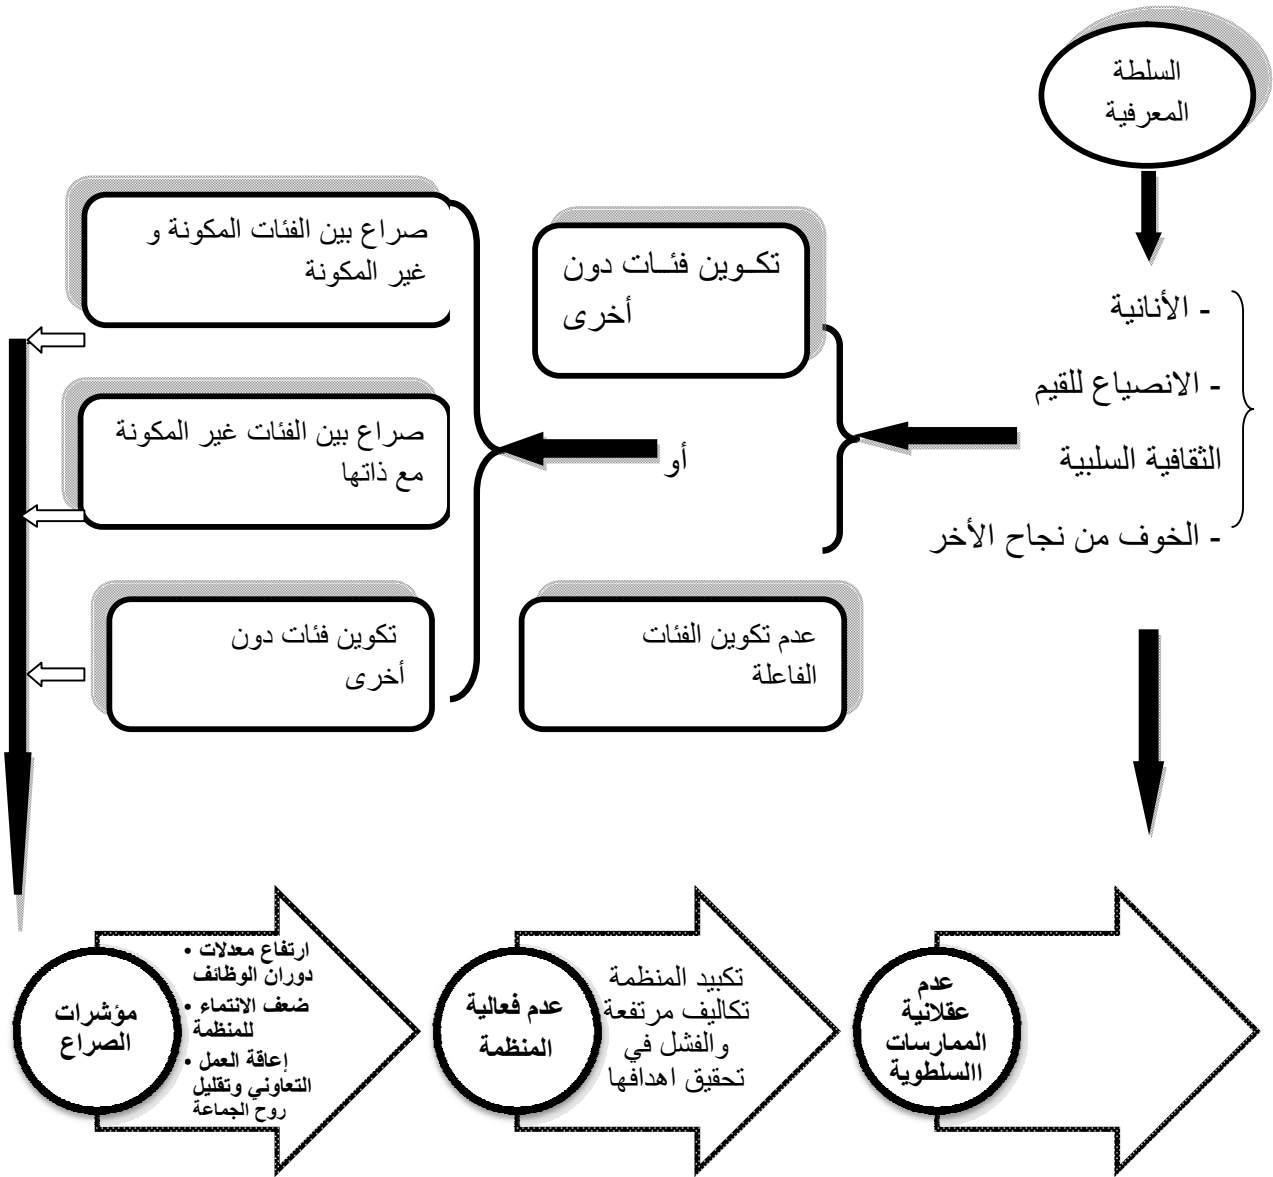 السلطة
المعرفية
- الأنانية
- الانصياع للقيم
الثقافية السلبية
- الخوف من نجاح الأخر
تكـوين فئـات دون
أخرى
أو
عدم تكوين الفئات
الفاعلة
صراع بين الفئات المكونة و
غير المكونة
صراع بين الفئات غير المكونة
مع ذاتها
تكوين فئات دون
أخرى
عدم
عقلانية
الممارسات
االسلطوية
عدم فعالية
المنظمة
تكبيد المنظمة
تكاليف مرتفعة
والفشل في
تحقيق اهدافها
مؤشرات
الصراع
• ارتفاع معدلات
دوران الوظائف
• ضعف الانتماء
للمنظمة
• إعاقة العمل
التعاوني وتقليل
روح الجماعة